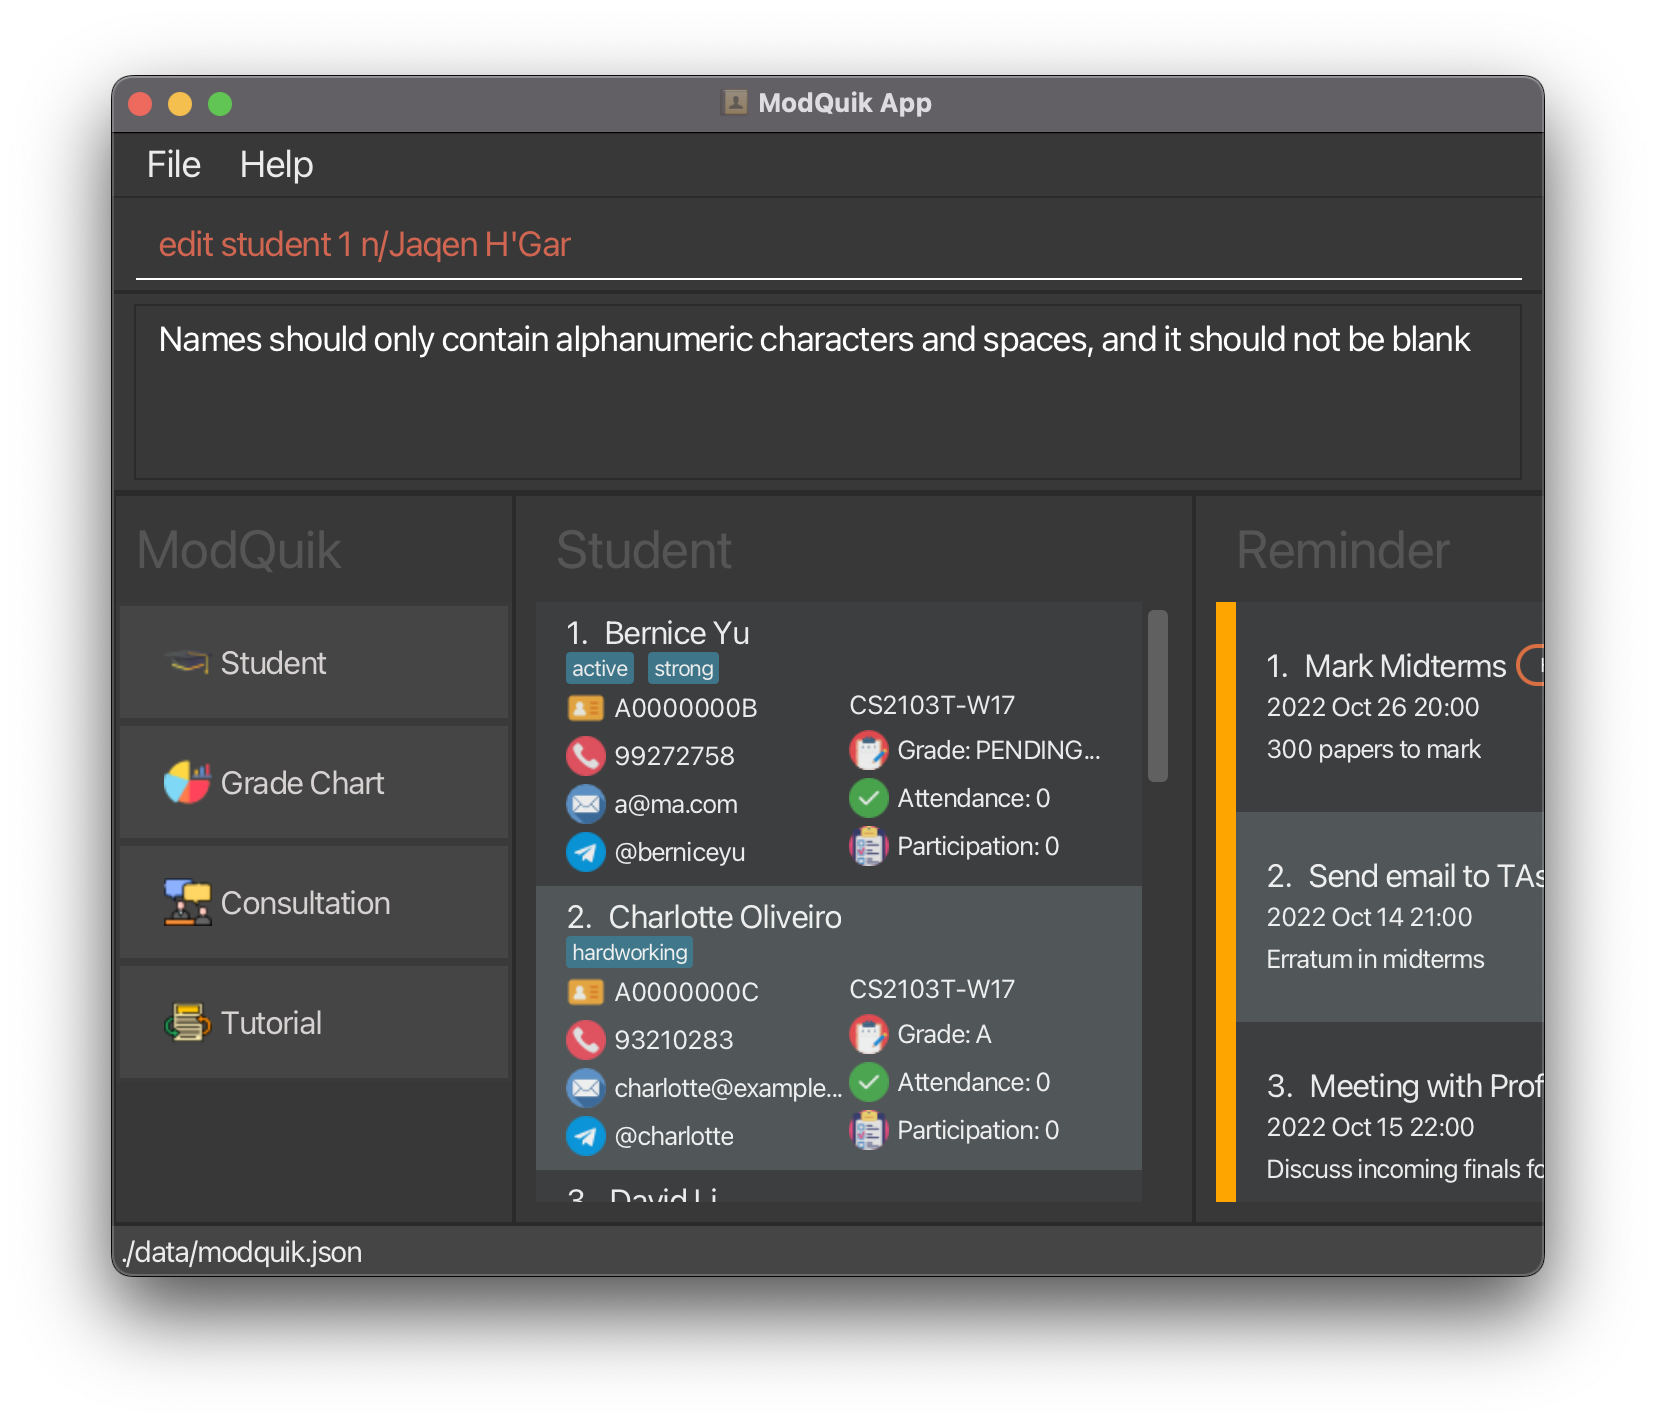 ModQuik App
File Help
edit student 1 n/Jaqen H'Gar
Names should only contain alphanumeric characters and spaces, and it should not be blank
ModQuik
Student
Grade Chart
Consultation
Tutorial
Student
1. Bernice Yu
active strong
A0000000B
99272758
a@ma.com
@berniceyu
CS2103T-W17
Grade: PENDING...
Attendance: 0
Participation: 0
2. Charlotte Oliveiro
hardworking
A0000000C
93210283
charlotte@example...
@charlotte
CS2103T-W17
Grade: A
Attendance: 0
Participation: 0
3. David Li
Reminder
1. Mark Midterms
2022 Oct 26 20:00
300 papers to mark
2. Send email to TAs
2022 Oct 14 21:00
Erratum in midterms
3. Meeting with Prof
2022 Oct 15 22:00
Discuss incoming finals
./data/modquik.json